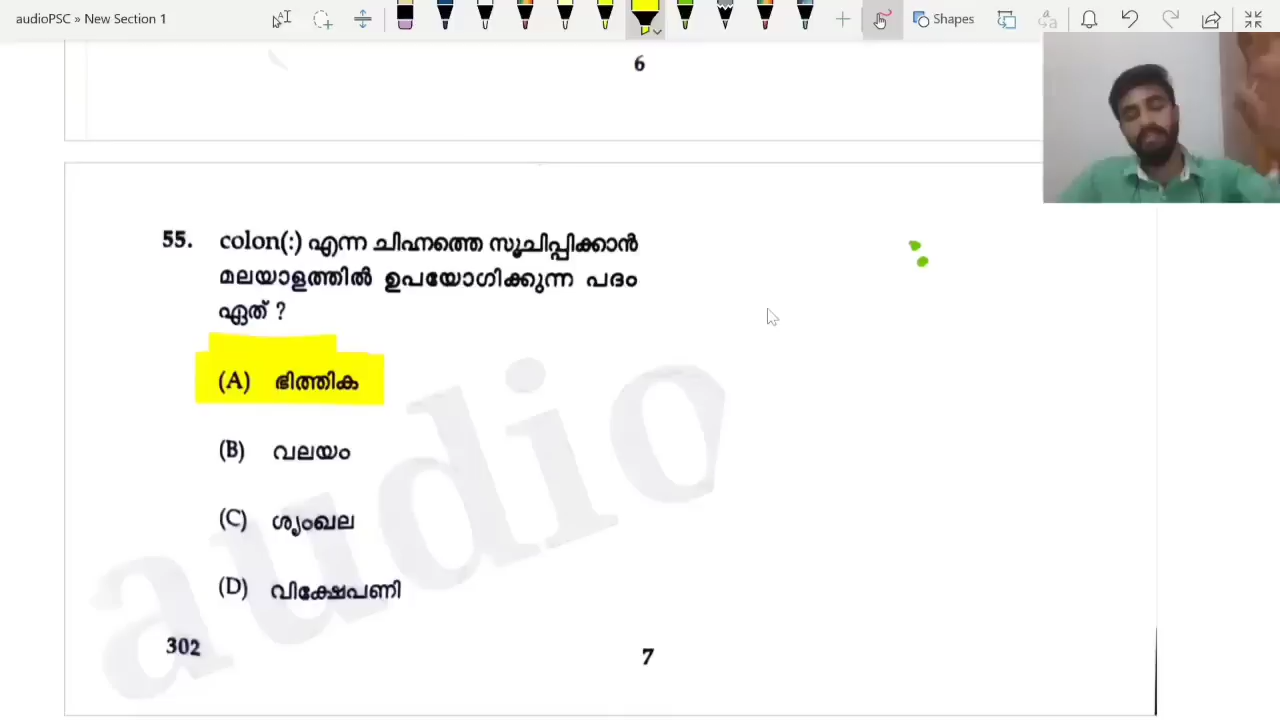 audioPSC » New Section 1
Shapes
6
55. colon(:) എന്ന ചിഹ്നത്തെ സൂചിപ്പിക്കാൻ
മലയാളത്തിൽ ഉപയോഗിക്കുന്ന പദം
ഏത് ?
(A) ഭിത്തിക
(B) വലയം
(C) ശൃംഖല
(D) വിക്ഷേപണി
302
7
audio